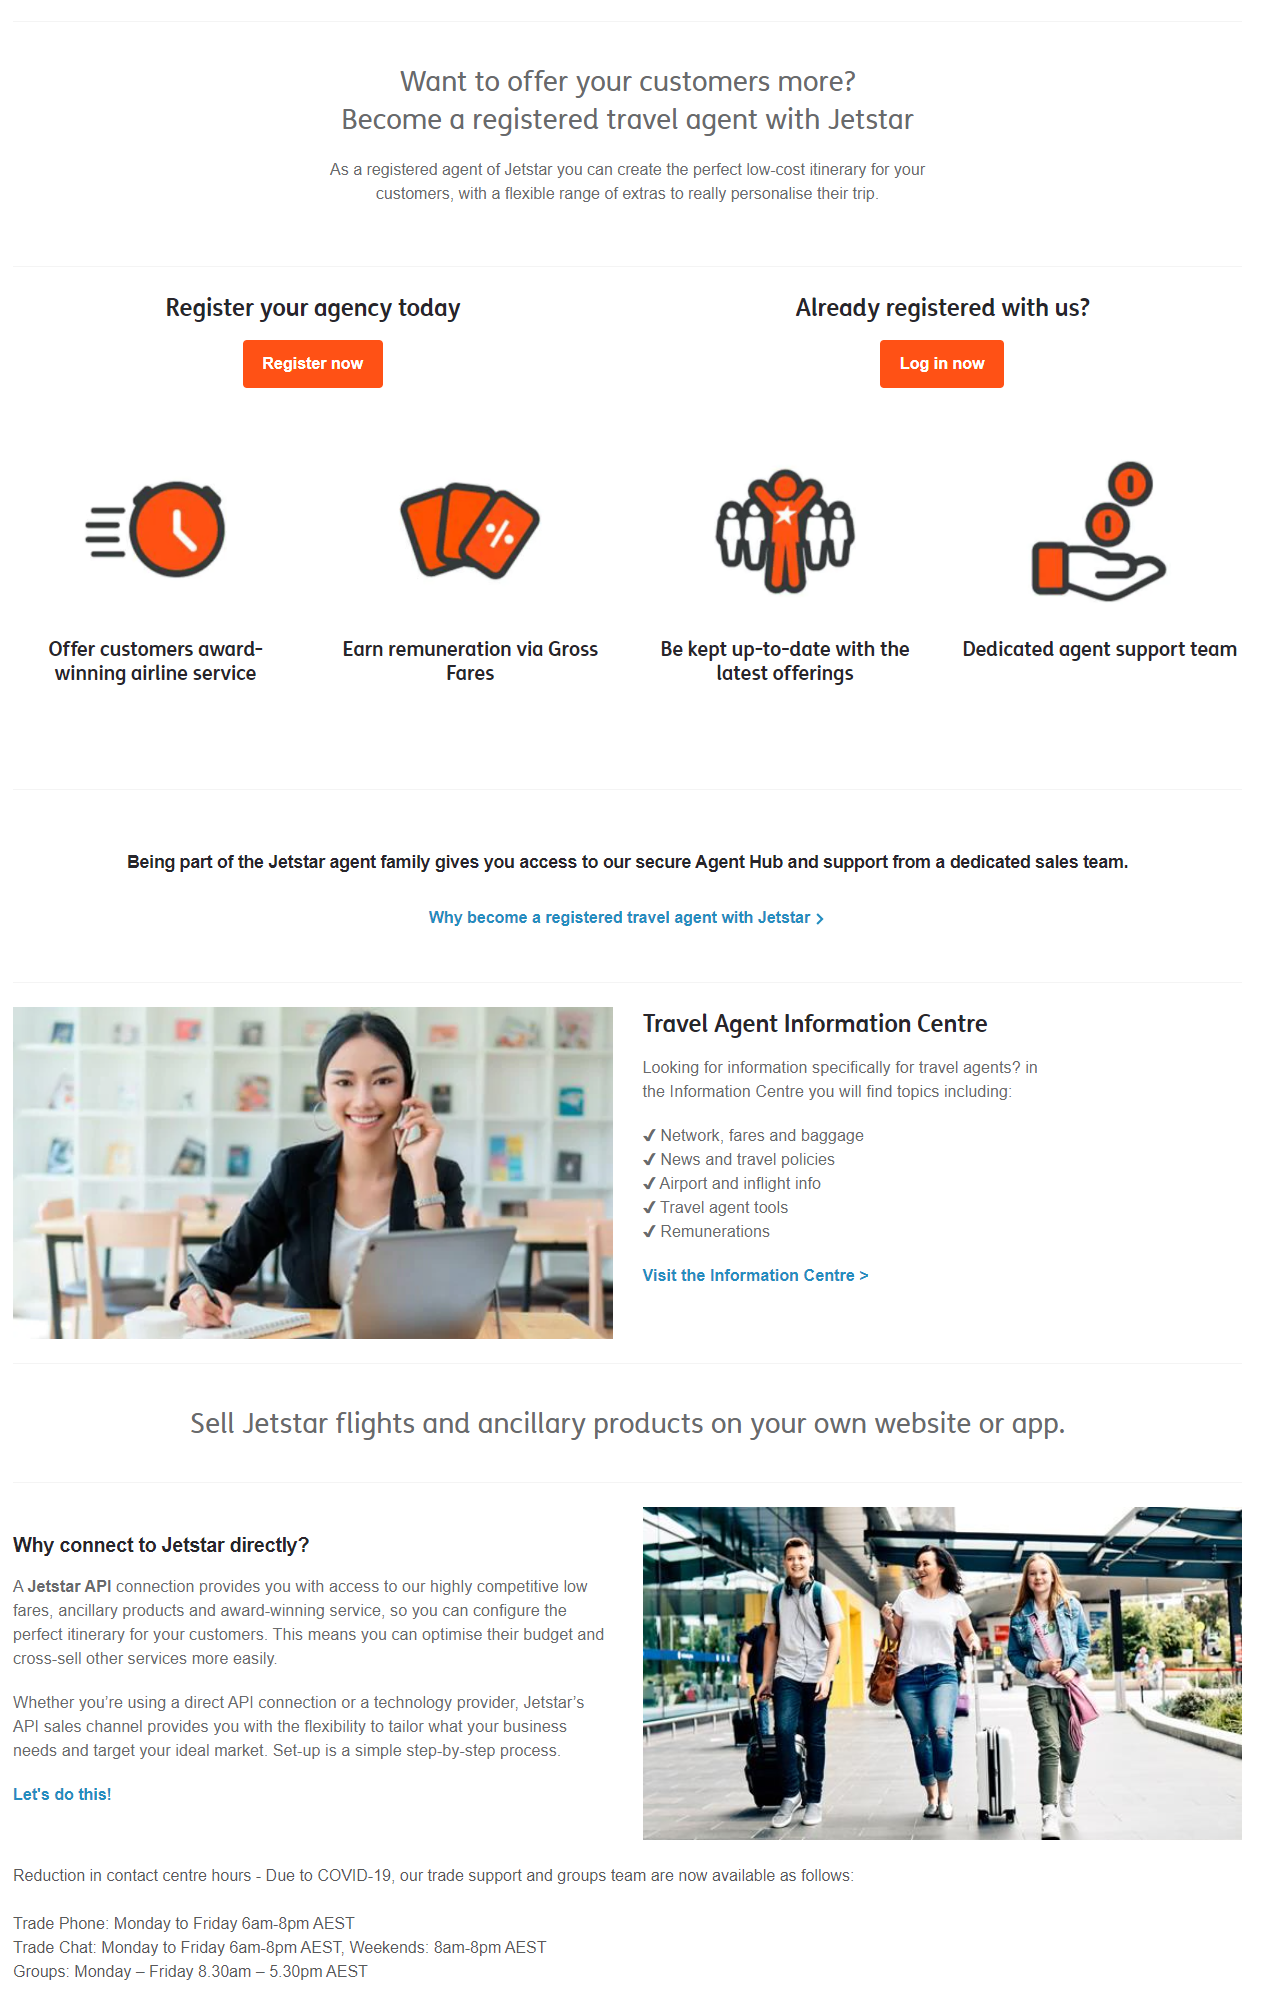 Want to offer your customers more?
Become a registered travel agent with Jetstar
As a registered agent of Jetstar you can create the perfect low-cost itinerary for your
customers, with a flexible range of extras to really personalise their trip.
Register your agency today
Register now
Already registered with us?
Log in now
%
Offer customers award-
winning airline service
Earn remuneration via Gross
Fares
Be kept up-to-date with the
latest offerings
Dedicated agent support team
Being part of the Jetstar agent family gives you access to our secure Agent Hub and support from a dedicated sales team.
Why become a registered travel agent with Jetstar >
Travel Agent Information Centre
Looking for information specifically for travel agents? in
the Information Centre you will find topics including:
✔ Network, fares and baggage
✔ News and travel policies
✔ Airport and inflight info
✔ Travel agent tools
✔ Remunerations
Visit the Information Centre >
Sell Jetstar flights and ancillary products on your own website or app.
Why connect to Jetstar directly?
A Jetstar API connection provides you with access to our highly competitive low
fares, ancillary products and award-winning service, so you can configure the
perfect itinerary for your customers. This means you can optimise their budget and
cross-sell other services more easily.
Whether you’re using a direct API connection or a technology provider, Jetstar’s
API sales channel provides you with the flexibility to tailor what your business
needs and target your ideal market. Set-up is a simple step-by-step process.
Let's do this!
Reduction in contact centre hours - Due to COVID-19, our trade support and groups team are now available as follows:
Trade Phone: Monday to Friday 6am-8pm AEST
Trade Chat: Monday to Friday 6am-8pm AEST, Weekends: 8am-8pm AEST
Groups: Monday – Friday 8.30am – 5.30pm AEST